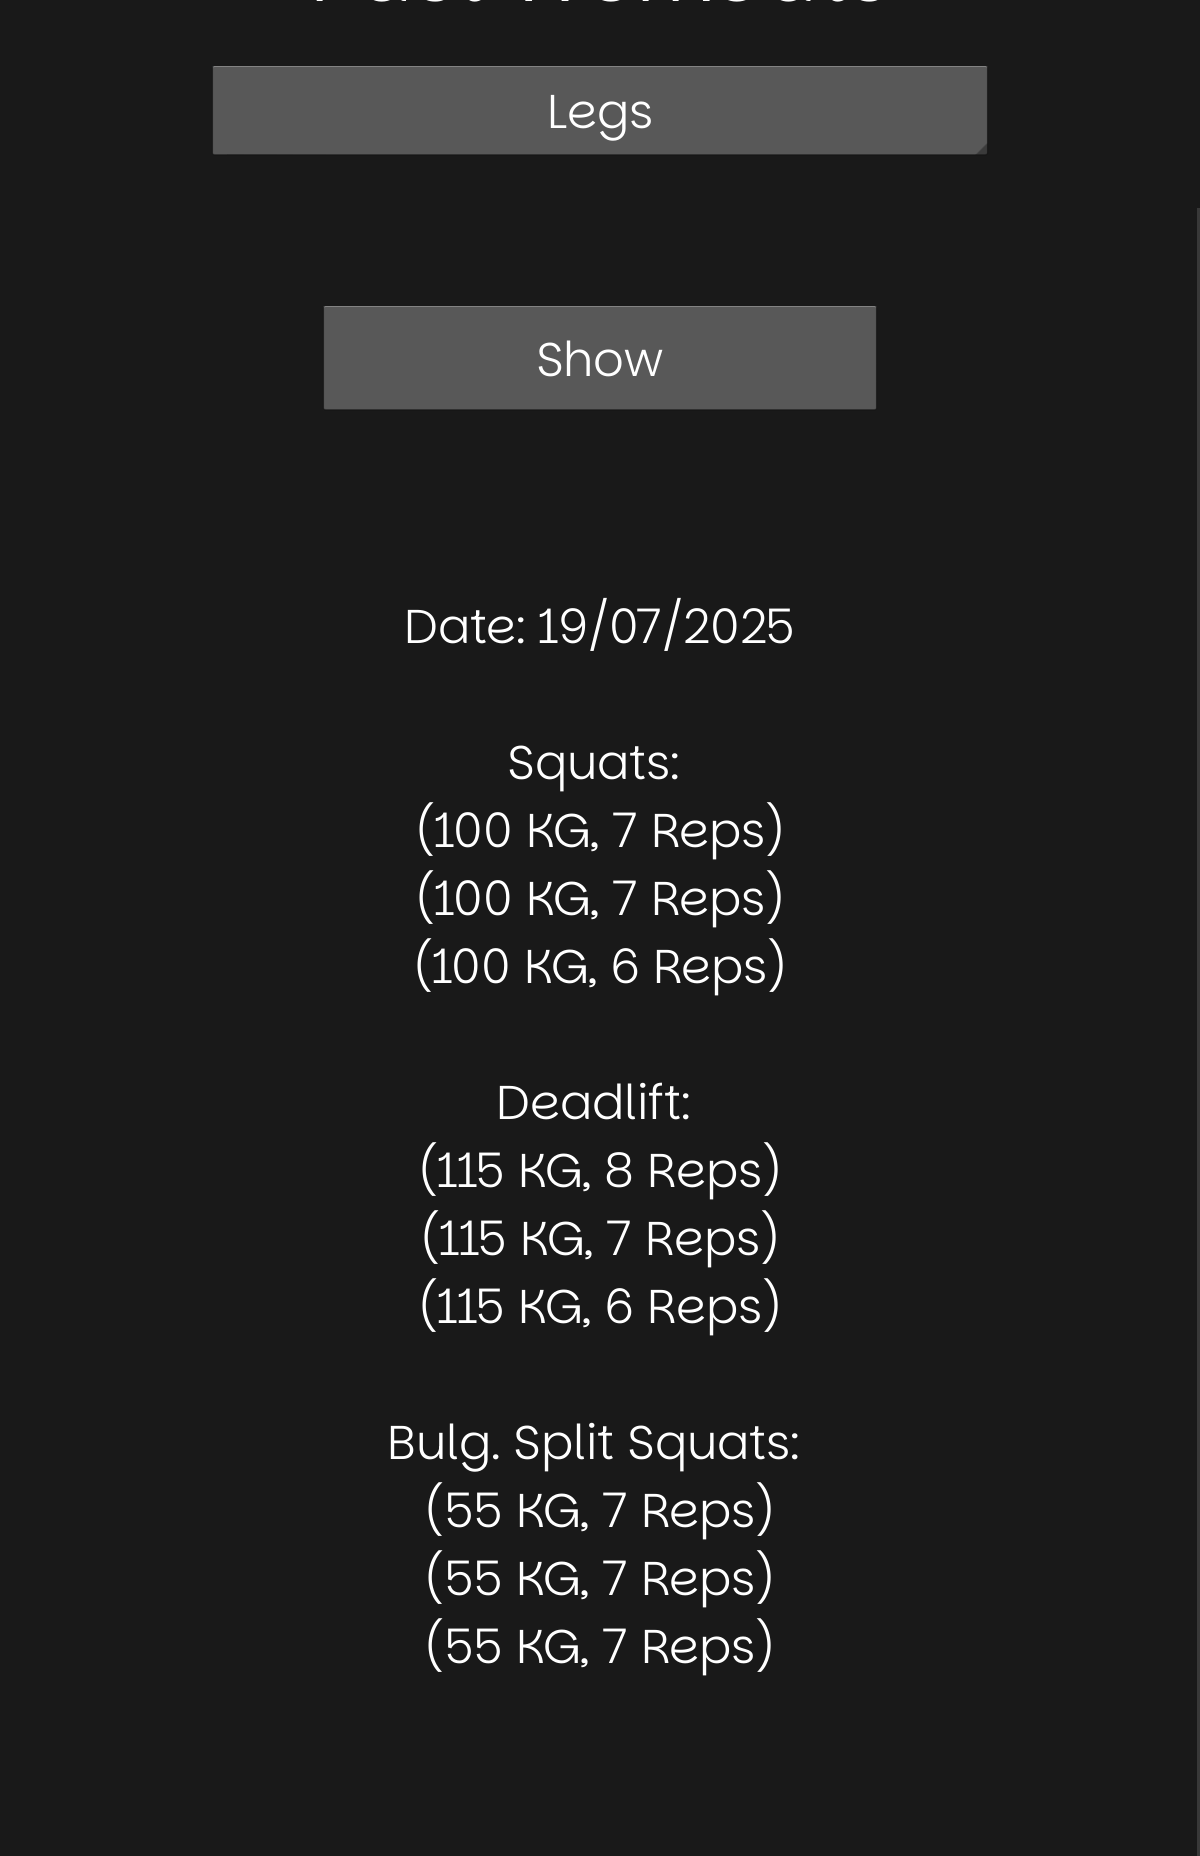 Legs
Show
Date: 19/07/2025
Squats:
(100 KG, 7 Reps)
(100 KG, 7 Reps)
(100 KG, 6 Reps)
Deadlift:
(115 KG, 8 Reps)
(115 KG, 7 Reps)
(115 KG, 6 Reps)
Bulg. Split Squats:
(55 KG, 7 Reps)
(55 KG, 7 Reps)
(55 KG, 7 Reps)